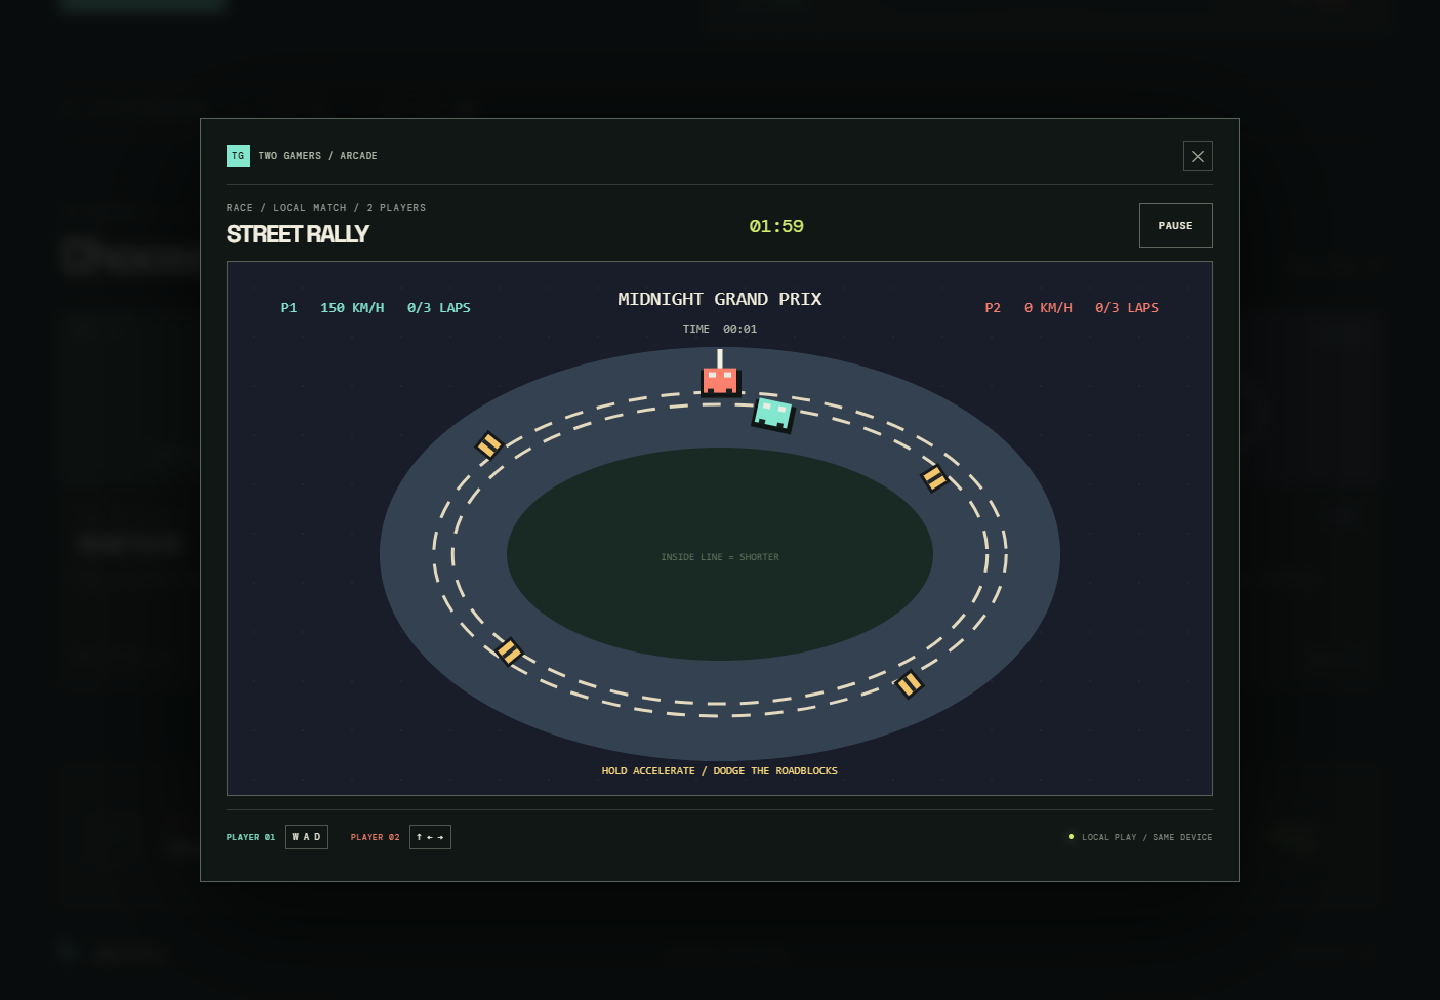 TG TWO GAMERS / ARCADE
RACE / LOCAL MATCH / 2 PLAYERS
STREET RALLY
01:59
PAUSE
P1 150 KM/H 0/3 LAPS
MIDNIGHT GRAND PRIX
P2 0 KM/H 0/3 LAPS
TIME 00:01
INSIDE LINE = SHORTER
HOLD ACCELERATE / DODGE THE ROADBLOCKS
PLAYER 01 W A D PLAYER 02 ↑ ← →
LOCAL PLAY / SAME DEVICE